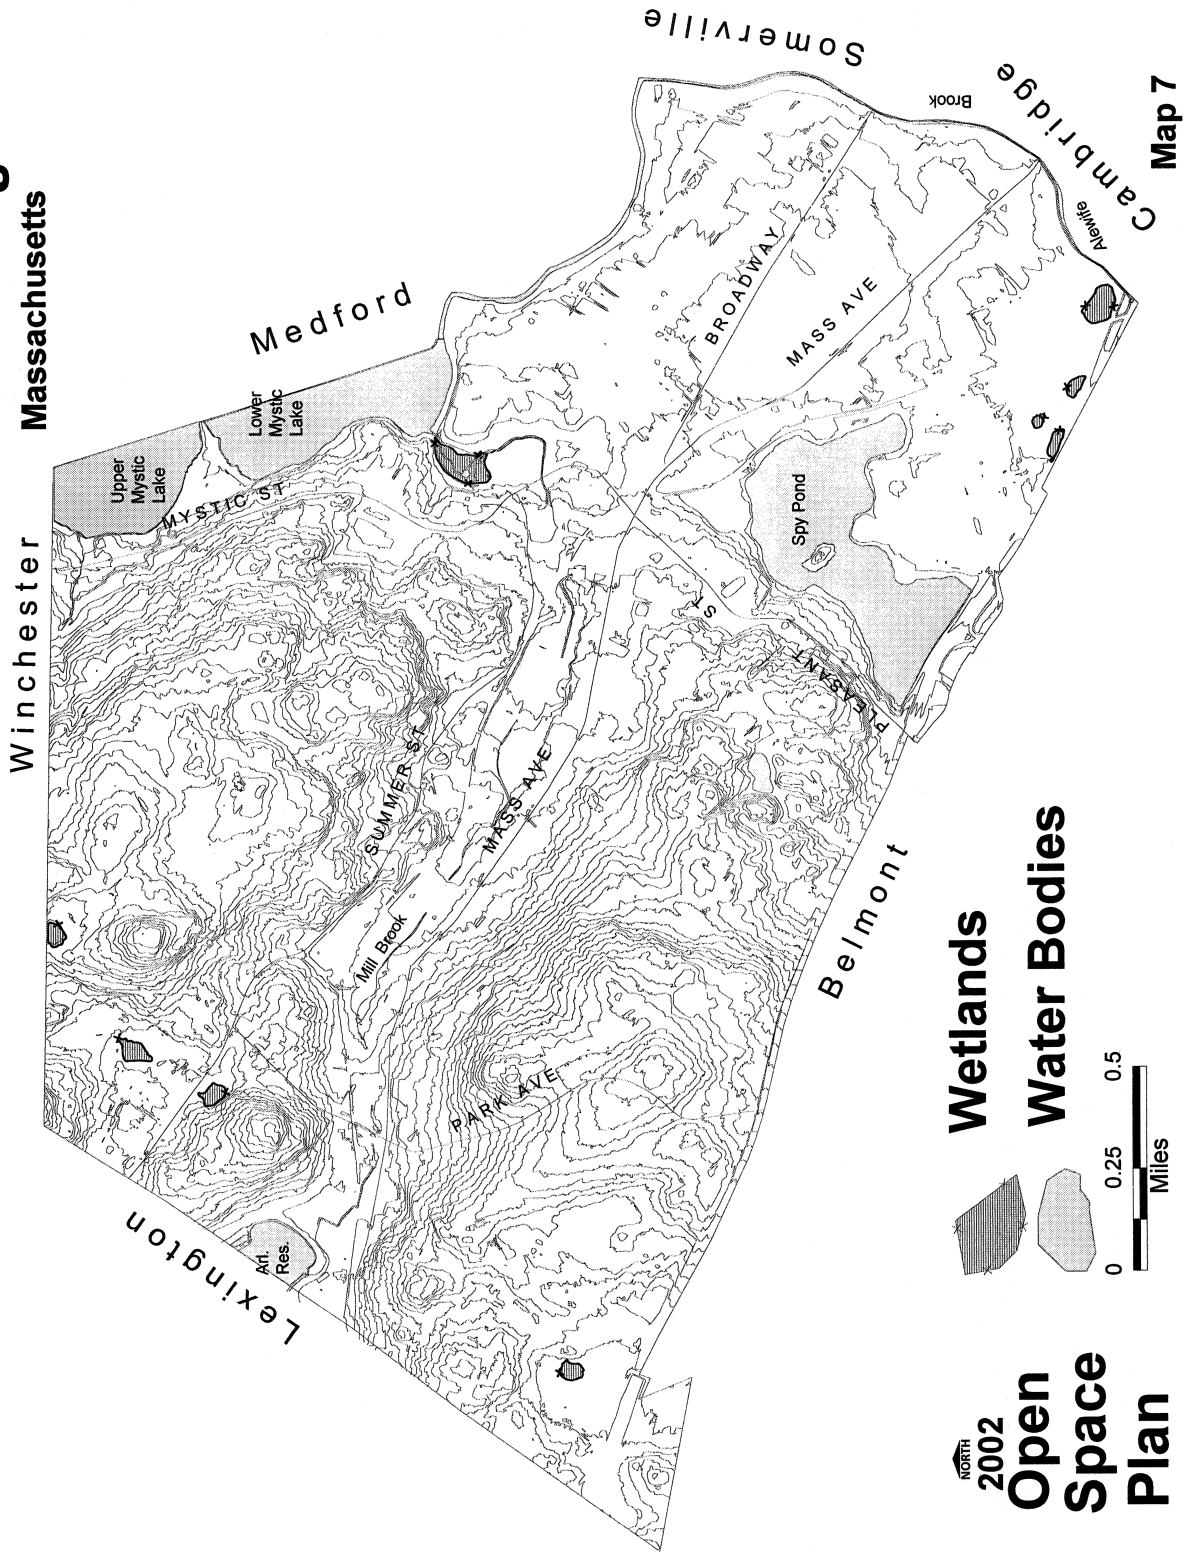 Massachusetts
Winchester
Medford
Somerville
Cambridge
Brook
Alewife
Upper
Mystic
Lake
Lower
Mystic
Lake
MYSTIC ST
BROADWAY
MASS AVE
Spy Pond
PLEASANT ST
SUMMER ST
MASS AVE
Mill Brook
PARK AVE
Arl.
Res.
Lexington
Belmont
NORTH
2002
Open
Space
Plan
Wetlands
Water Bodies
0 0.25 0.5
Miles
Map 7